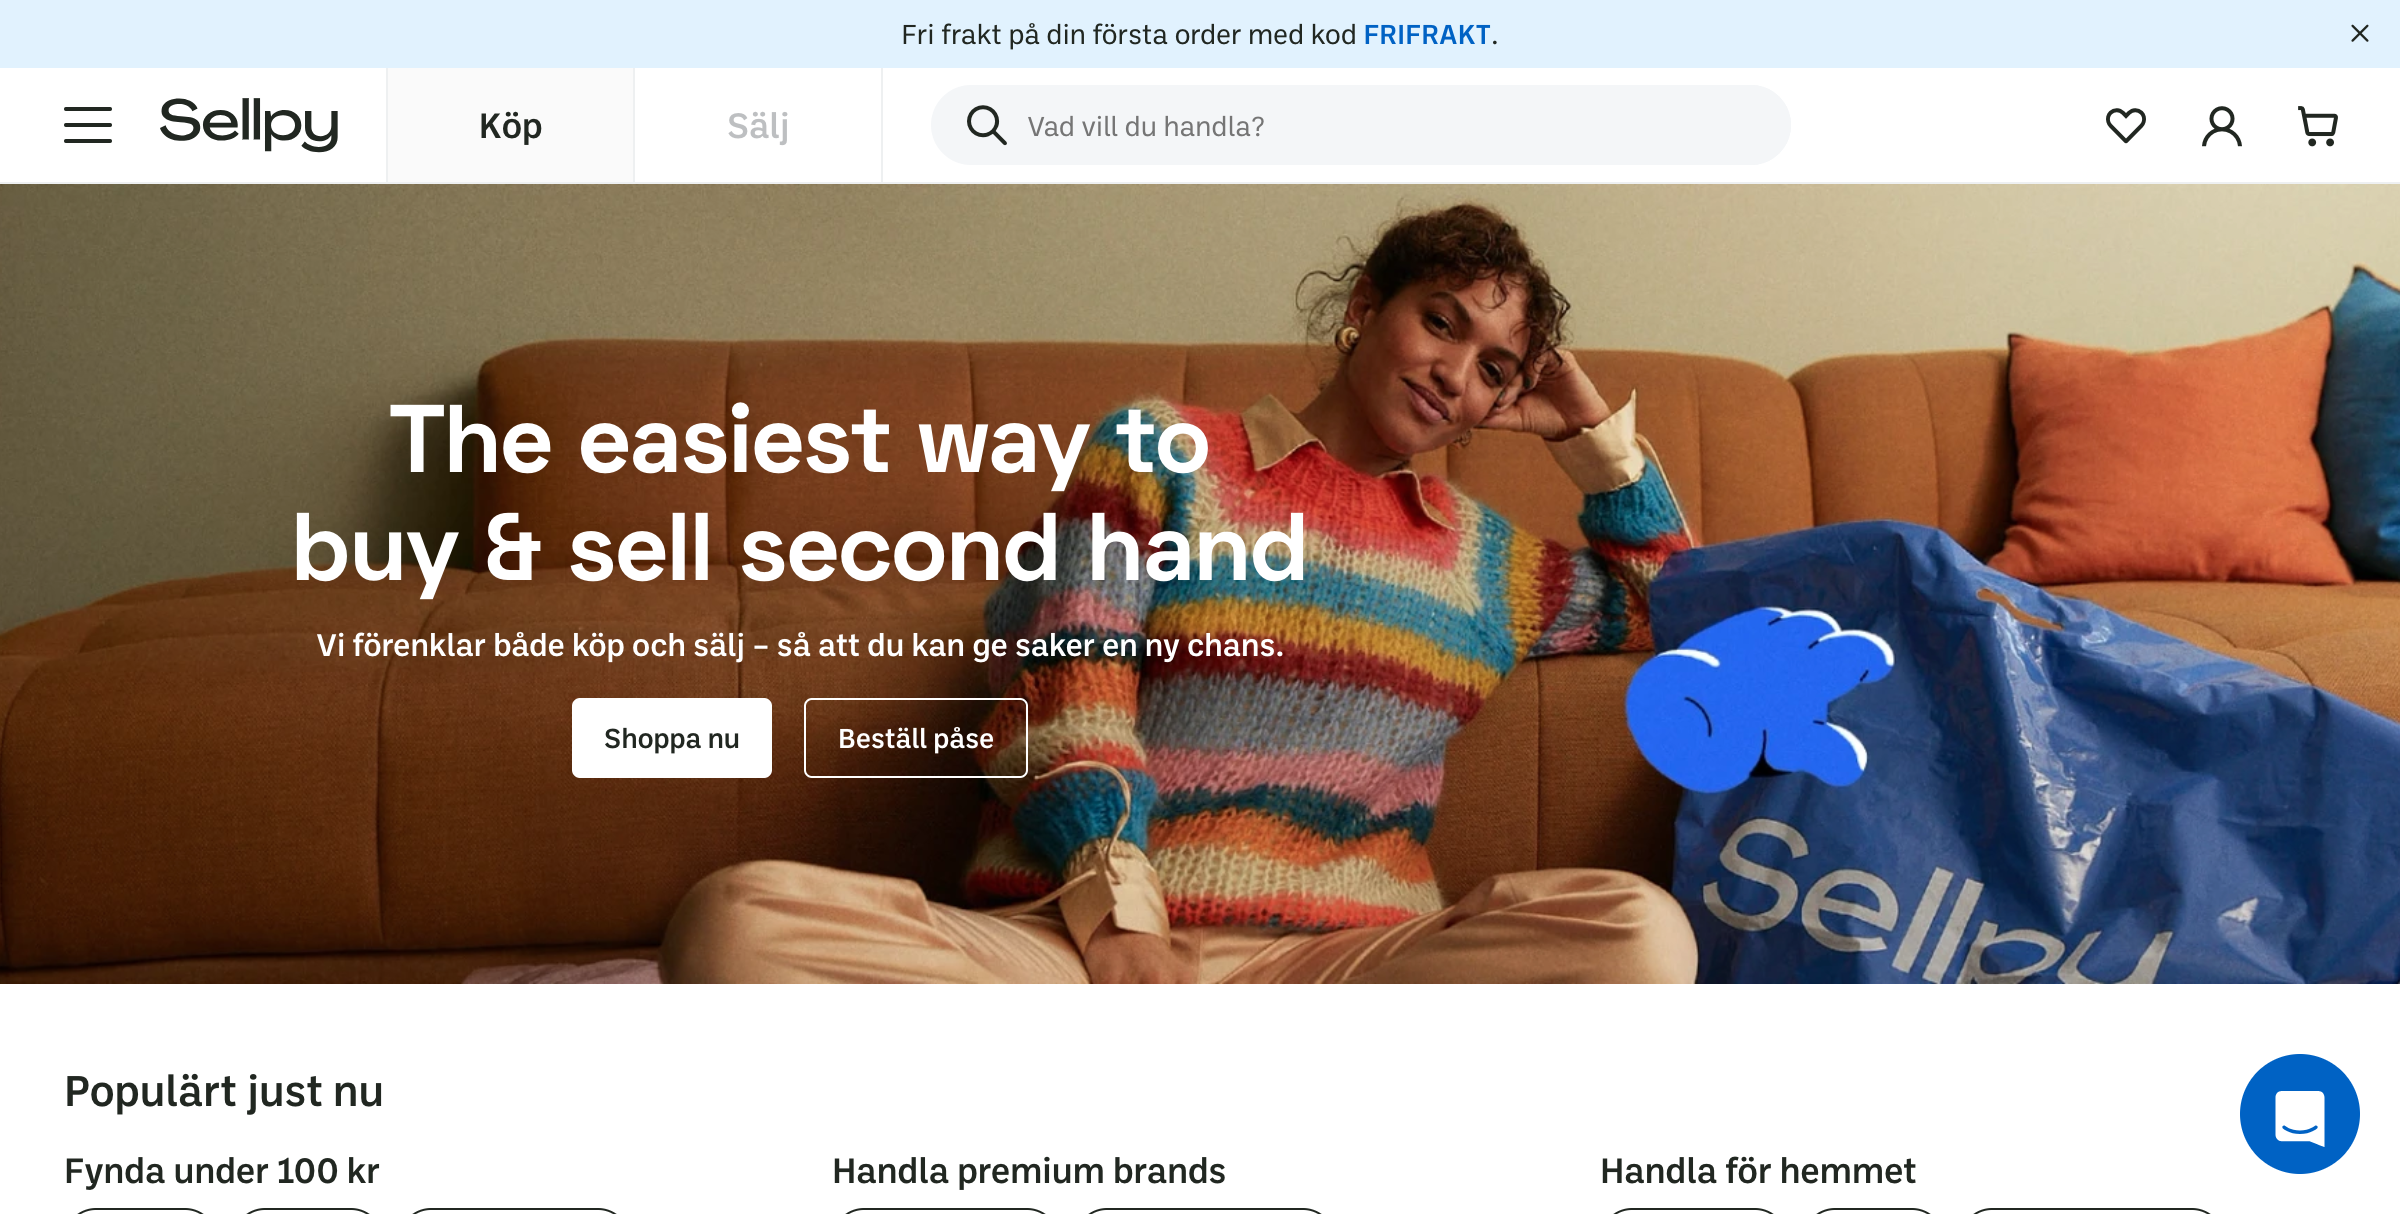 Fri frakt på din första order med kod FRIFRAKT.
Sellpy
Köp
Sälj
Vad vill du handla?
The easiest way to
buy & sell second hand
Vi förenklar både köp och sälj – så att du kan ge saker en ny chans.
Shoppa nu
Beställ påse
Sellpy
Populärt just nu
Fynda under 100 kr
Handla premium brands
Handla för hemmet